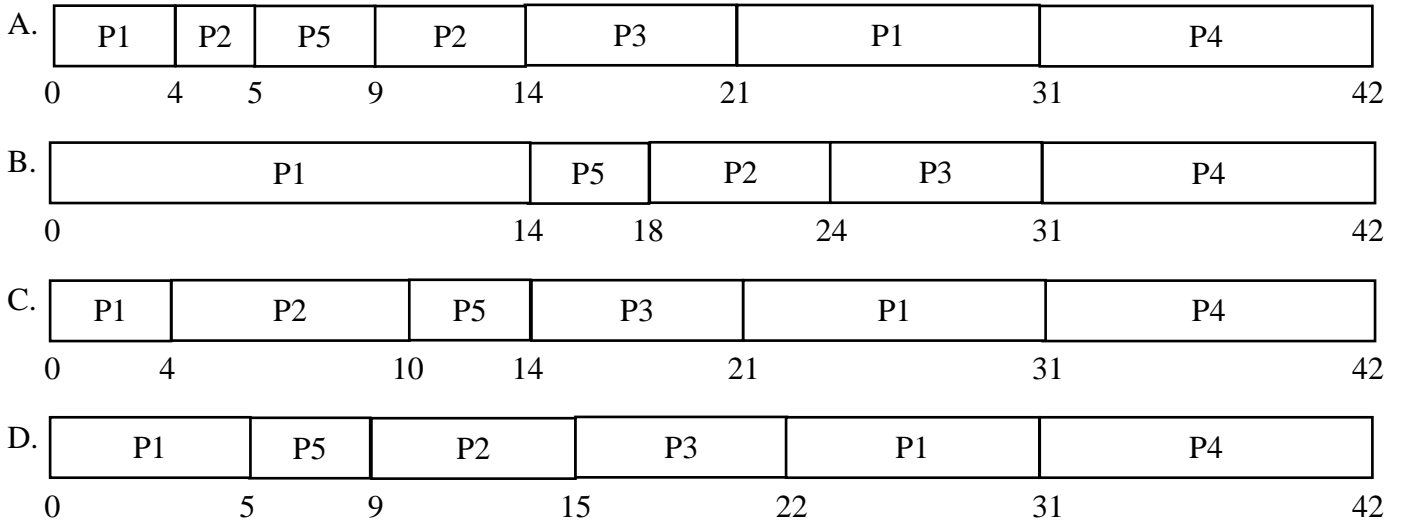 A. P1 P2 P5 P2 P3 P1 P4
0 4 5 9 14 21 31 42
B. P1 P5 P2 P3 P4
0 14 18 24 31 42
C. P1 P2 P5 P3 P1 P4
0 4 10 14 21 31 42
D. P1 P5 P2 P3 P1 P4
0 5 9 15 22 31 42